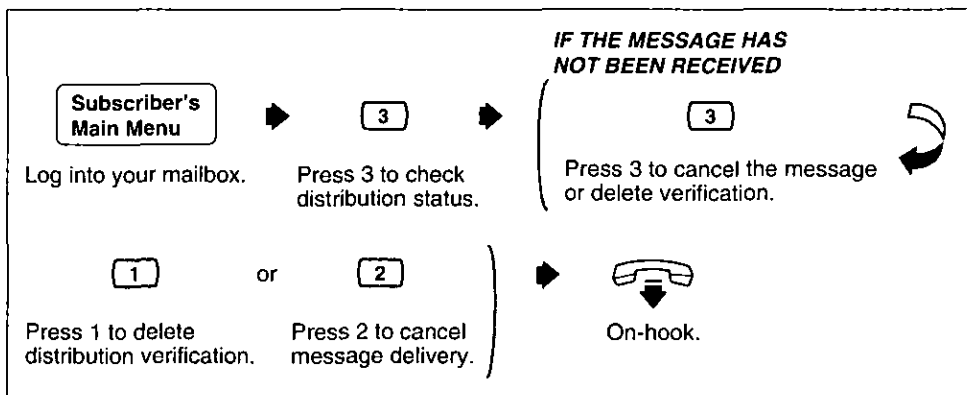 IF THE MESSAGE HAS
NOT BEEN RECEIVED
Subscriber's
Main Menu
3
3
Log into your mailbox.
Press 3 to check
distribution status.
Press 3 to cancel the message
or delete verification.
1
or
2
Press 1 to delete
distribution verification.
Press 2 to cancel
message delivery.
On-hook.